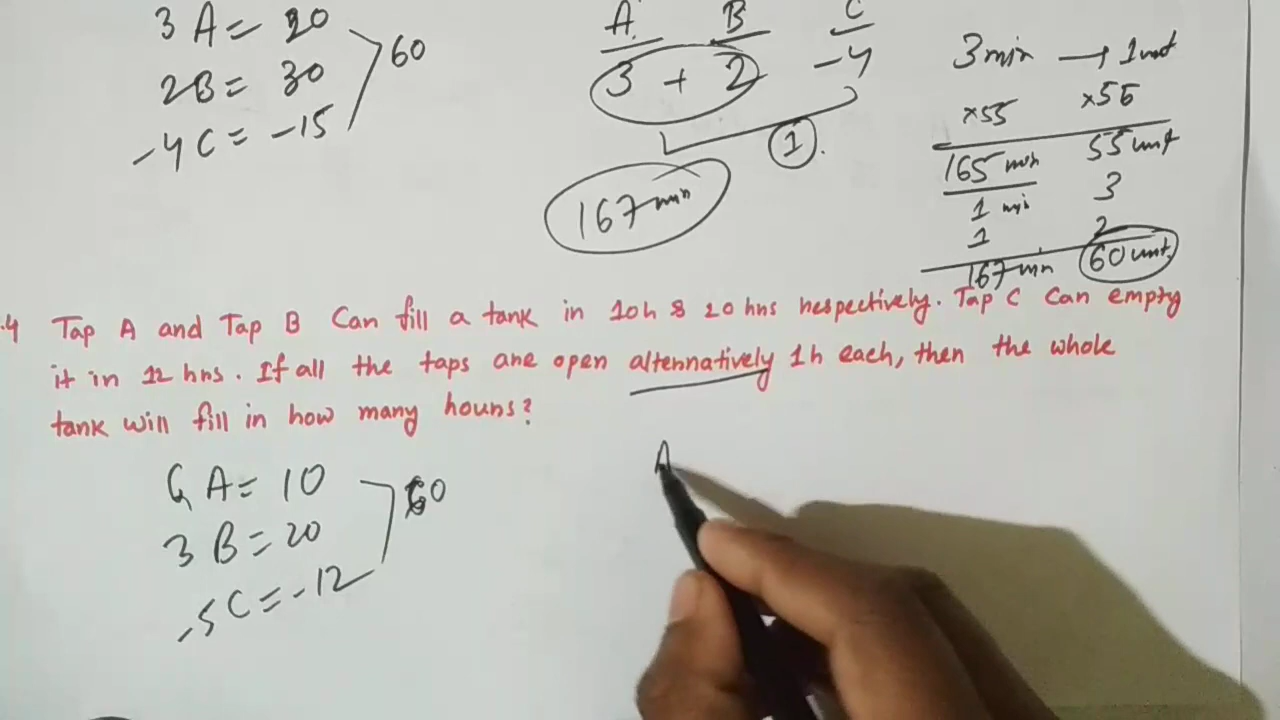 3 A = 20
2B = 30
-4 C = -15
60
A B C
3 + 2 -4
1
167 min
3 min → 1 unit
×55 ×55
165 min 55 unit
1 min 3
1 2
167 min 60 unit
.4 Tap A and Tap B Can fill a tank in 10h & 20 hrs respectively. Tap C Can empty
it in 12 hrs. If all the taps are open alternatively 1h each, then the whole
tank will fill in how many hours?
6 A = 10
3 B = 20
-5 C = -12
60
A